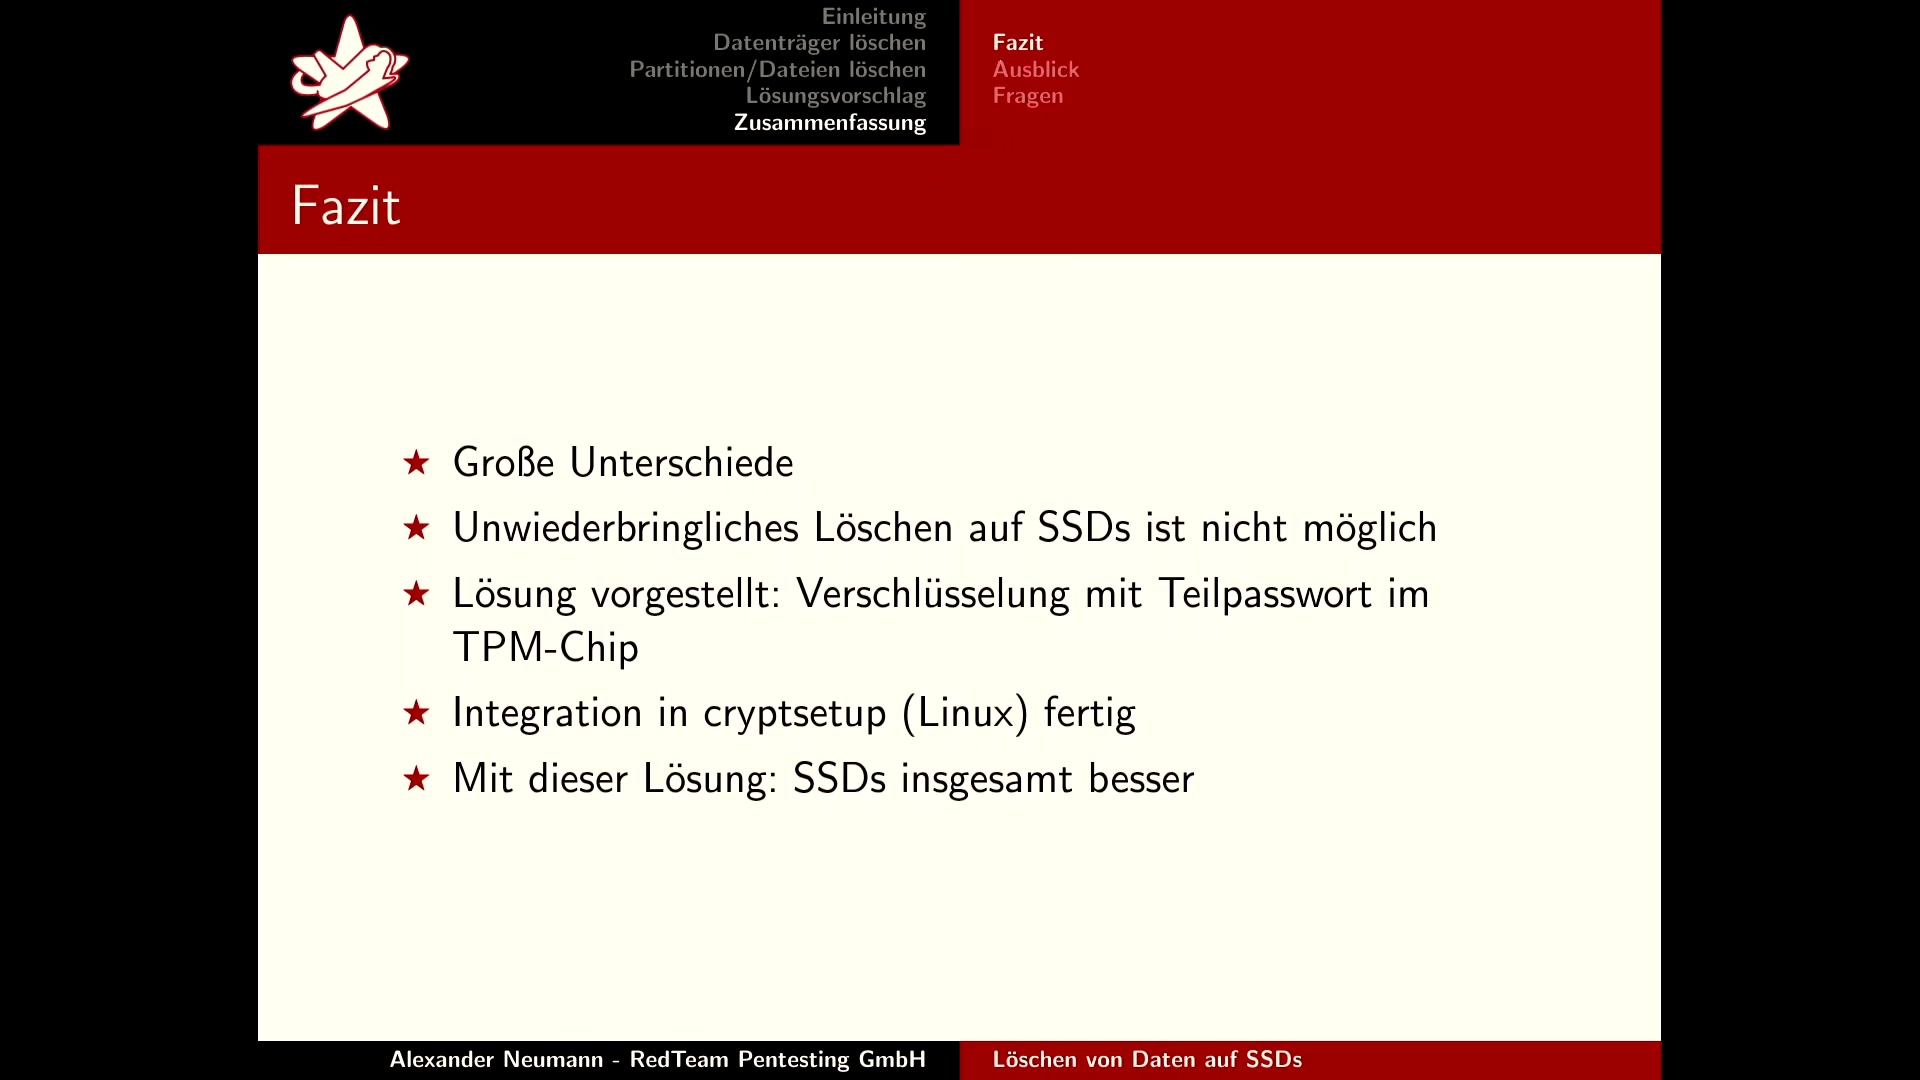 Einleitung
Datenträger löschen
Partitionen/Dateien löschen
Lösungsvorschlag
Zusammenfassung
Fazit
Ausblick
Fragen
Fazit
Große Unterschiede
Unwiederbringliches Löschen auf SSDs ist nicht möglich
Lösung vorgestellt: Verschlüsselung mit Teilpasswort im
TPM-Chip
Integration in cryptsetup (Linux) fertig
Mit dieser Lösung: SSDs insgesamt besser
Alexander Neumann - RedTeam Pentesting GmbH
Löschen von Daten auf SSDs